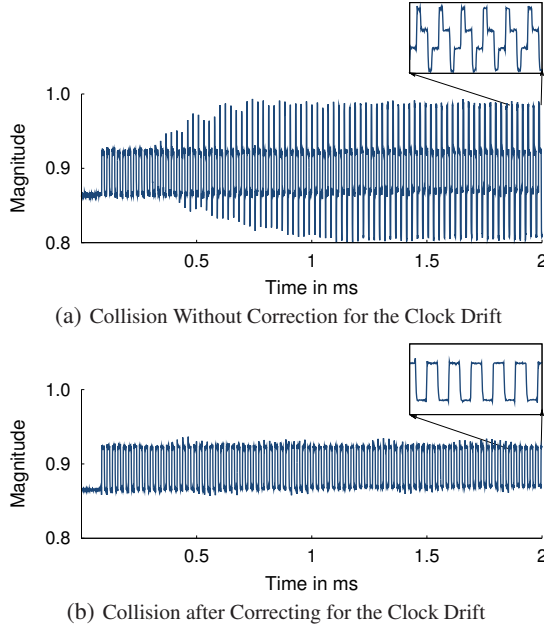 1.0
0.9
0.8
Magnitude
0.5
1
1.5
2
Time in ms
(a) Collision Without Correction for the Clock Drift
1.0
0.9
0.8
Magnitude
0.5
1
1.5
2
Time in ms
(b) Collision after Correcting for the Clock Drift